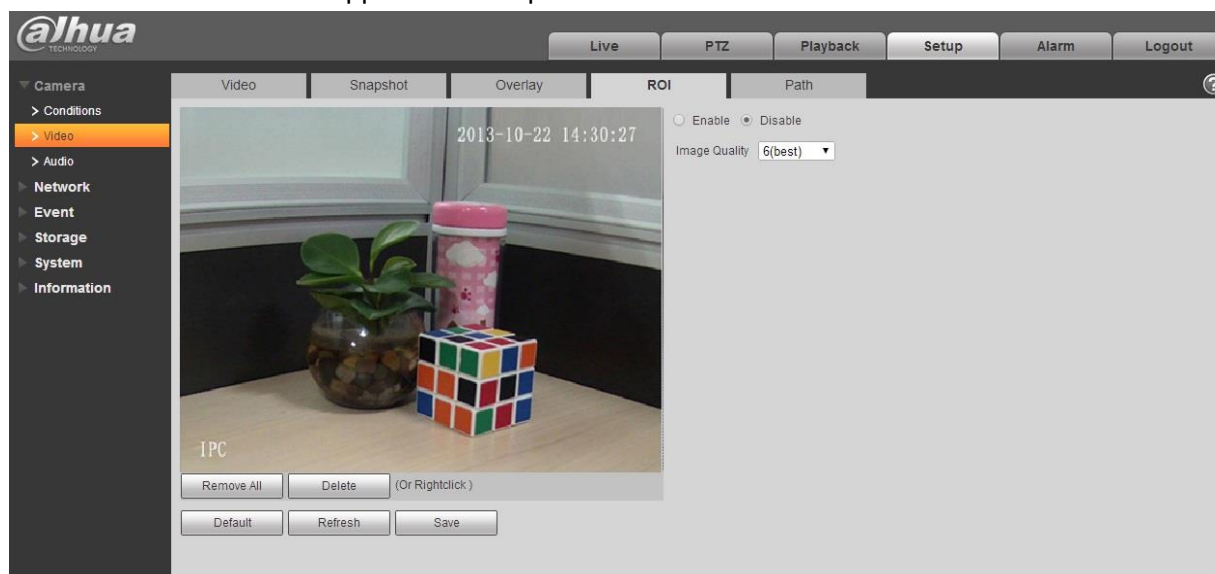 alhua
TECHNOLOGY
Live PTZ Playback Setup Alarm Logout
Camera
> Conditions
> Video
> Audio
Network
Event
Storage
System
Information
Video Snapshot Overlay ROI Path
2013-10-22 14:30:27
IPC
Enable Disable
Image Quality 6(best)
Remove All Delete (Or Rightclick )
Default Refresh Save